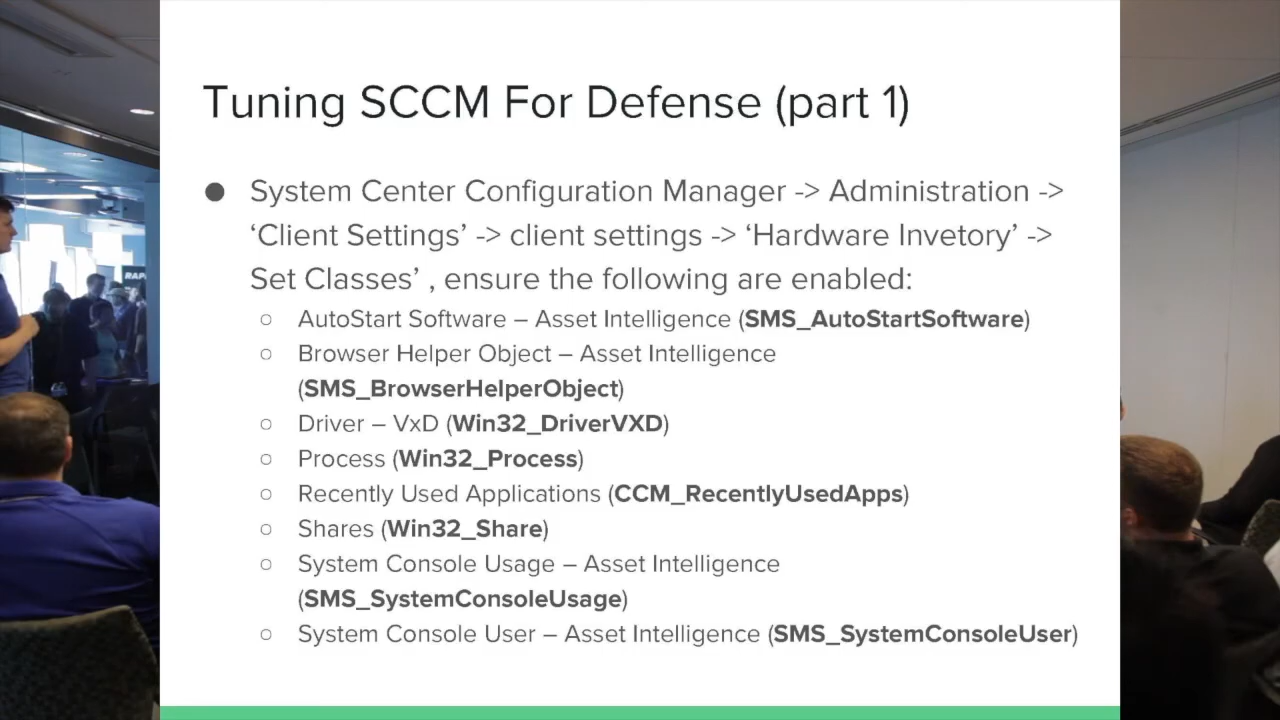 Tuning SCCM For Defense (part 1)
● System Center Configuration Manager -> Administration ->
‘Client Settings’ -> client settings -> ‘Hardware Invetory’ ->
Set Classes’ , ensure the following are enabled:
○ AutoStart Software – Asset Intelligence (SMS_AutoStartSoftware)
○ Browser Helper Object – Asset Intelligence
(SMS_BrowserHelperObject)
○ Driver – VxD (Win32_DriverVXD)
○ Process (Win32_Process)
○ Recently Used Applications (CCM_RecentlyUsedApps)
○ Shares (Win32_Share)
○ System Console Usage – Asset Intelligence
(SMS_SystemConsoleUsage)
○ System Console User – Asset Intelligence (SMS_SystemConsoleUser)